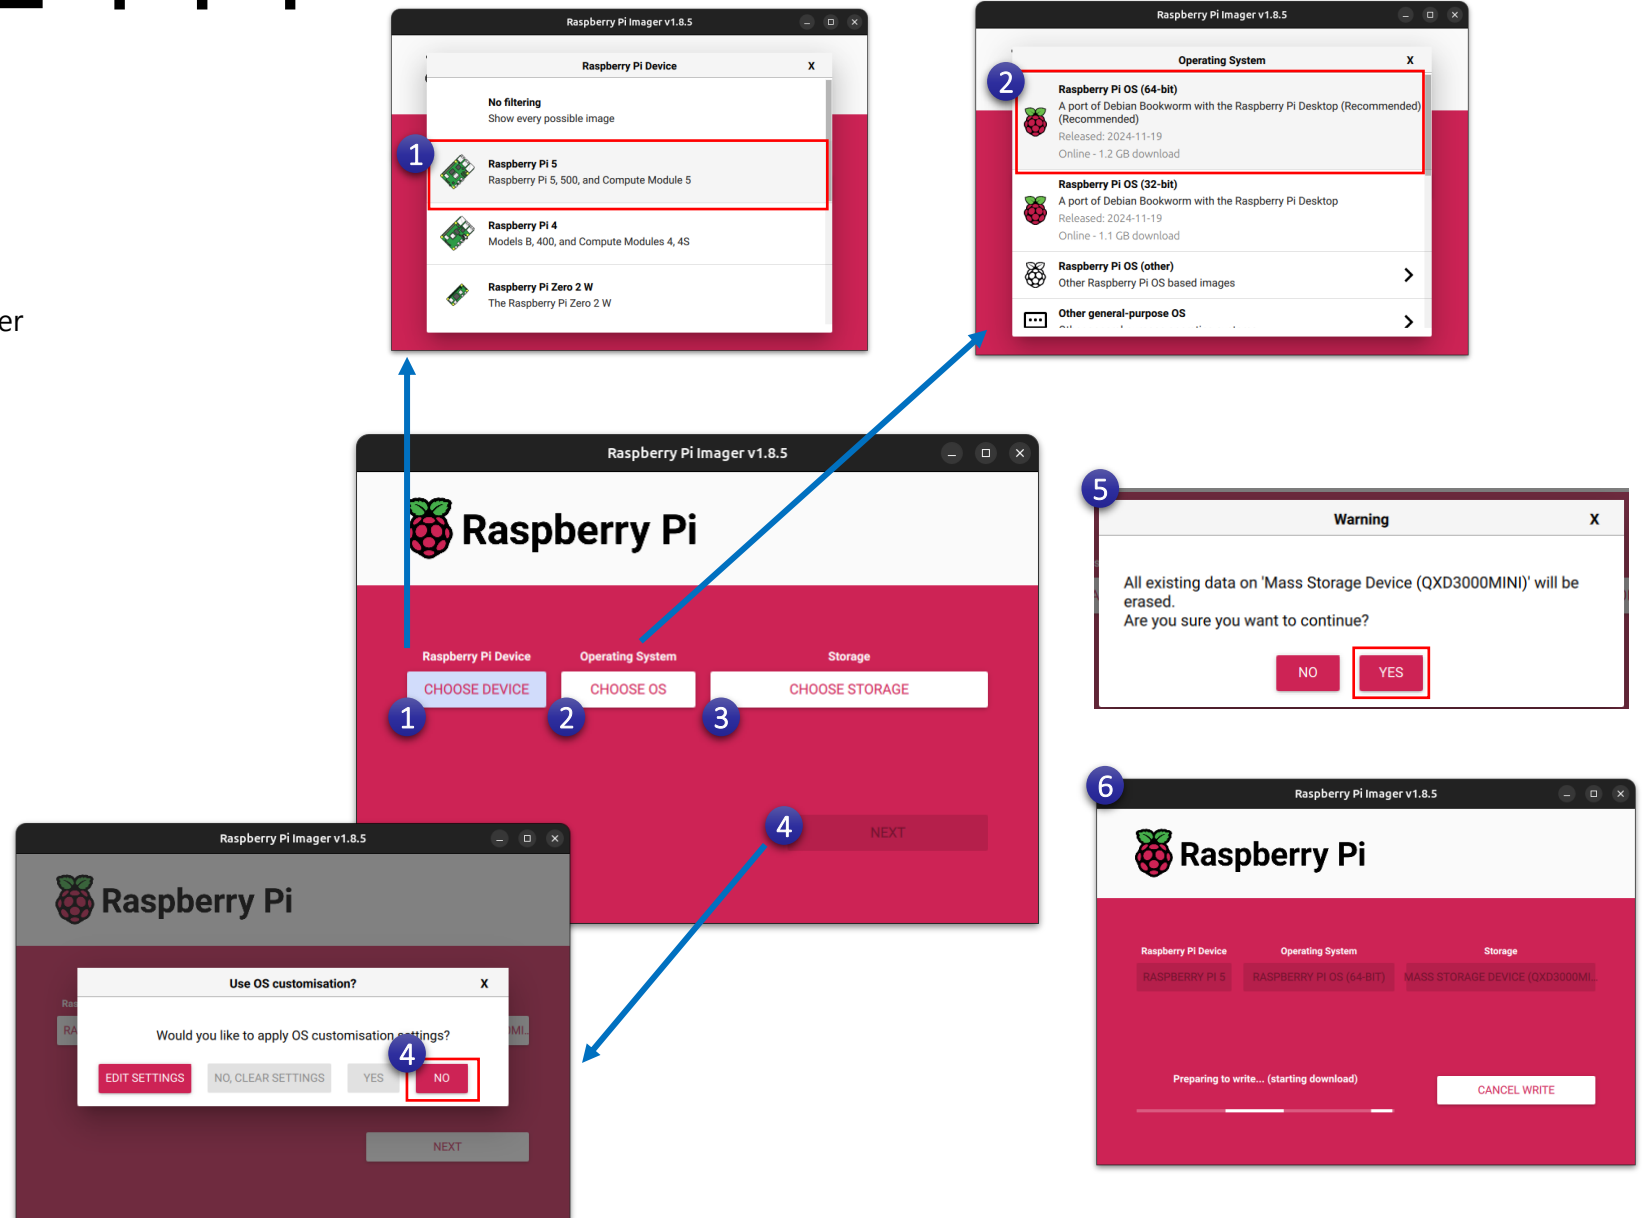 er
Raspberry Pi Imager v1.8.5
Raspberry Pi Device X
No filtering
Show every possible image
1
Raspberry Pi 5
Raspberry Pi 5, 500, and Compute Module 5
Raspberry Pi 4
Models B, 400, and Compute Modules 4, 4S
Raspberry Pi Zero 2 W
The Raspberry Pi Zero 2 W
Raspberry Pi Imager v1.8.5
Operating System X
2
Raspberry Pi OS (64-bit)
A port of Debian Bookworm with the Raspberry Pi Desktop (Recommended)
(Recommended)
Released: 2024-11-19
Online - 1.2 GB download
Raspberry Pi OS (32-bit)
A port of Debian Bookworm with the Raspberry Pi Desktop
Released: 2024-11-19
Online - 1.1 GB download
Raspberry Pi OS (other)
Other Raspberry Pi OS based images
Other general-purpose OS
Raspberry Pi Imager v1.8.5
Raspberry Pi
Raspberry Pi Device Operating System Storage
CHOOSE DEVICE CHOOSE OS CHOOSE STORAGE
1 2 3
4 NEXT
Raspberry Pi Imager v1.8.5
Raspberry Pi
Use OS customisation? X
Would you like to apply OS customisation settings?
4
EDIT SETTINGS NO, CLEAR SETTINGS YES NO
NEXT
5
Warning X
All existing data on 'Mass Storage Device (QXD3000MINI)' will be
erased.
Are you sure you want to continue?
NO YES
6
Raspberry Pi Imager v1.8.5
Raspberry Pi
Raspberry Pi Device Operating System Storage
RASPBERRY PI 5 RASPBERRY PI OS (64-BIT) MASS STORAGE DEVICE (QXD3000MI...
Preparing to write... (starting download)
CANCEL WRITE